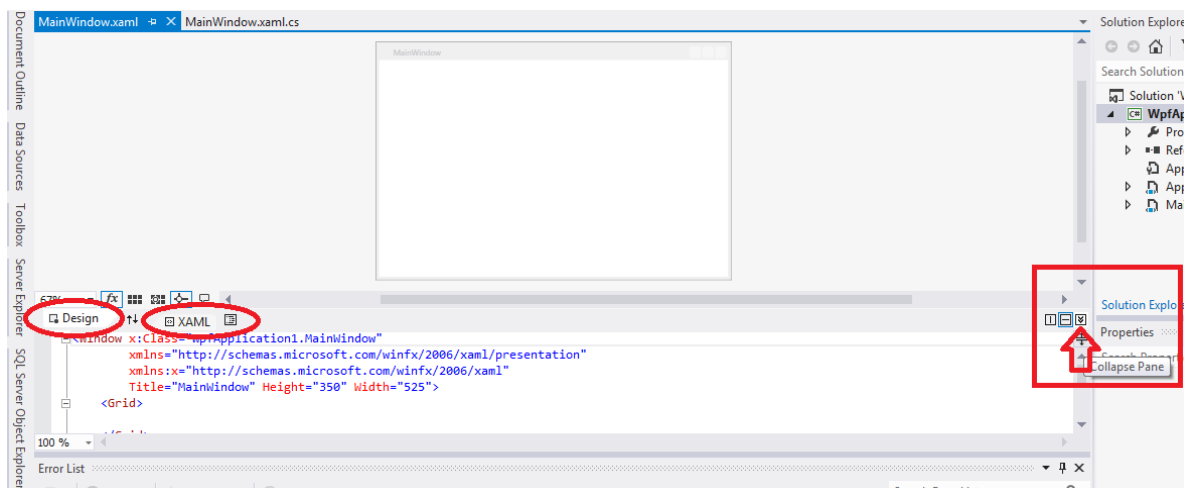 MainWindow.xaml
MainWindow.xaml.cs
Solution Explore
Document Outline
Data Sources
Toolbox
Server Explorer
SQL Server Object Explorer
MainWindow
Search Solution
Solution 'V
WpfAp
Pro
Ref
App
App
Ma
67%
fx
Design
XAML
Solution Explo
Properties
Collapse Pane
<Window x:Class="WpfApplication1.MainWindow"
xmlns="http://schemas.microsoft.com/winfx/2006/xaml/presentation"
xmlns:x="http://schemas.microsoft.com/winfx/2006/xaml"
Title="MainWindow" Height="350" Width="525">
<Grid>
100 %
Error List